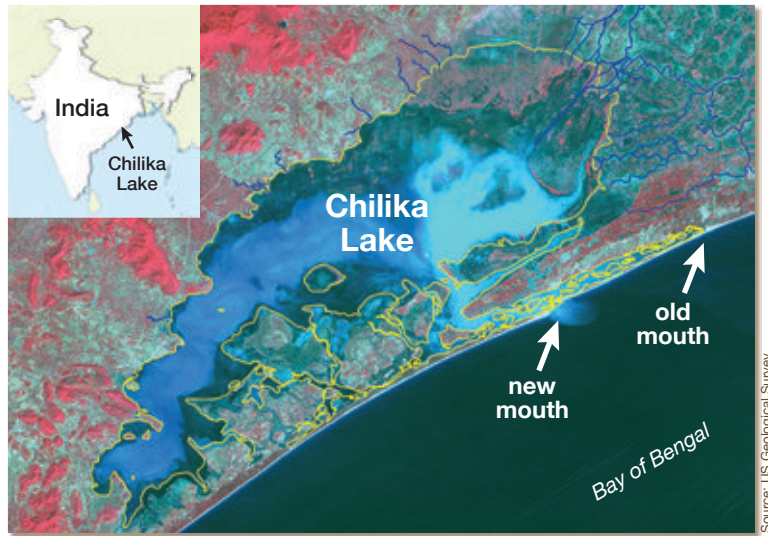 India
Chilika
Lake
Chilika
Lake
old
mouth
new
mouth
Bay of Bengal
Source: US Geological Survey